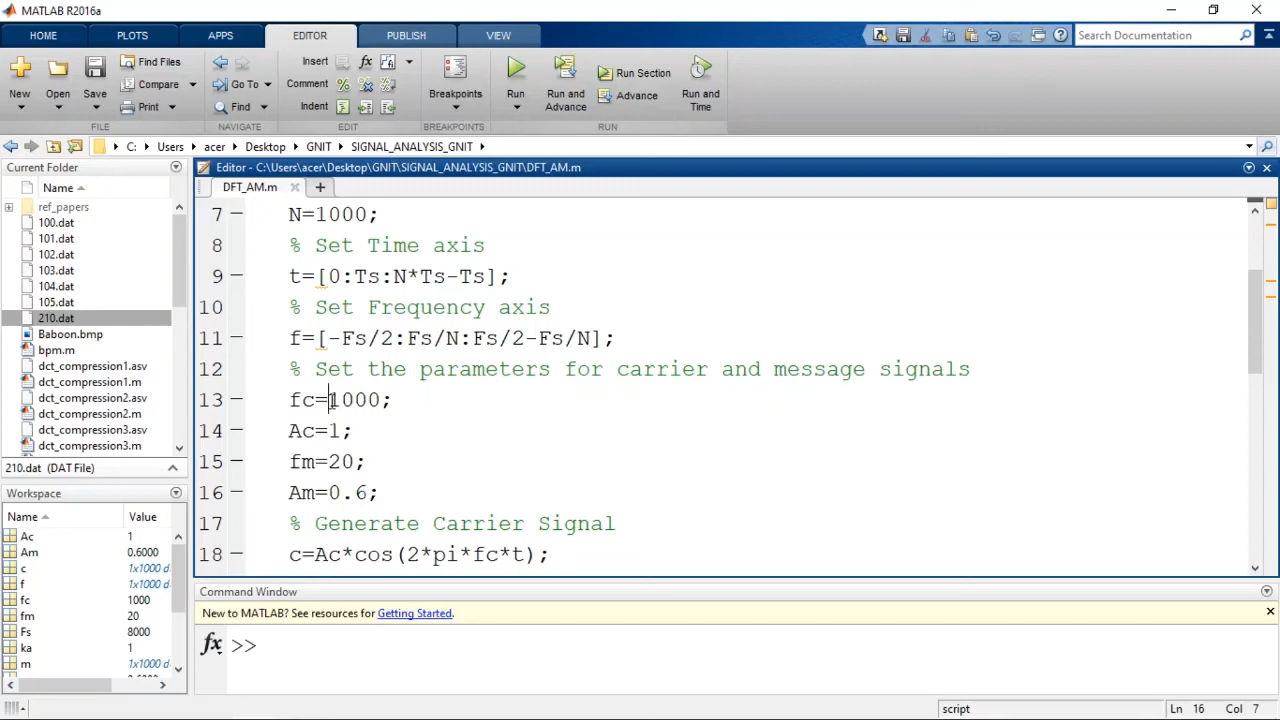 MATLAB R2016a
HOME PLOTS APPS EDITOR PUBLISH VIEW
Search Documentation
New Open Save
Find Files
Compare
Print
FILE
Go To
Find
NAVIGATE
Insert
Comment
Indent
fx
EDIT
Breakpoints
BREAKPOINTS
Run
Run and Advance
Run Section
Advance
Run and Time
RUN
C: Users acer Desktop GNIT SIGNAL_ANALYSIS_GNIT
Current Folder
Name
ref_papers
100.dat
101.dat
102.dat
103.dat
104.dat
105.dat
210.dat
Baboon.bmp
bpm.m
dct_compression1.asv
dct_compression1.m
dct_compression2.asv
dct_compression2.m
dct_compression3.asv
dct_compression3.m
210.dat (DAT File)
Workspace
Name Value
Ac 1
Am 0.6000
c 1x1000 d
f 1x1000 d
fc 1000
fm 20
Fs 8000
ka 1
m 1x1000 d
Editor - C:\Users\acer\Desktop\GNIT\SIGNAL_ANALYSIS_GNIT\DFT_AM.m
DFT_AM.m
7 N=1000;
8 % Set Time axis
9 t=[0:Ts:N*Ts-Ts];
10 % Set Frequency axis
11 f=[-Fs/2:Fs/N:Fs/2-Fs/N];
12 % Set the parameters for carrier and message signals
13 fc=1000;
14 Ac=1;
15 fm=20;
16 Am=0.6;
17 % Generate Carrier Signal
18 c=Ac*cos(2*pi*fc*t);
Command Window
New to MATLAB? See resources for Getting Started.
fx >>
script Ln 16 Col 7